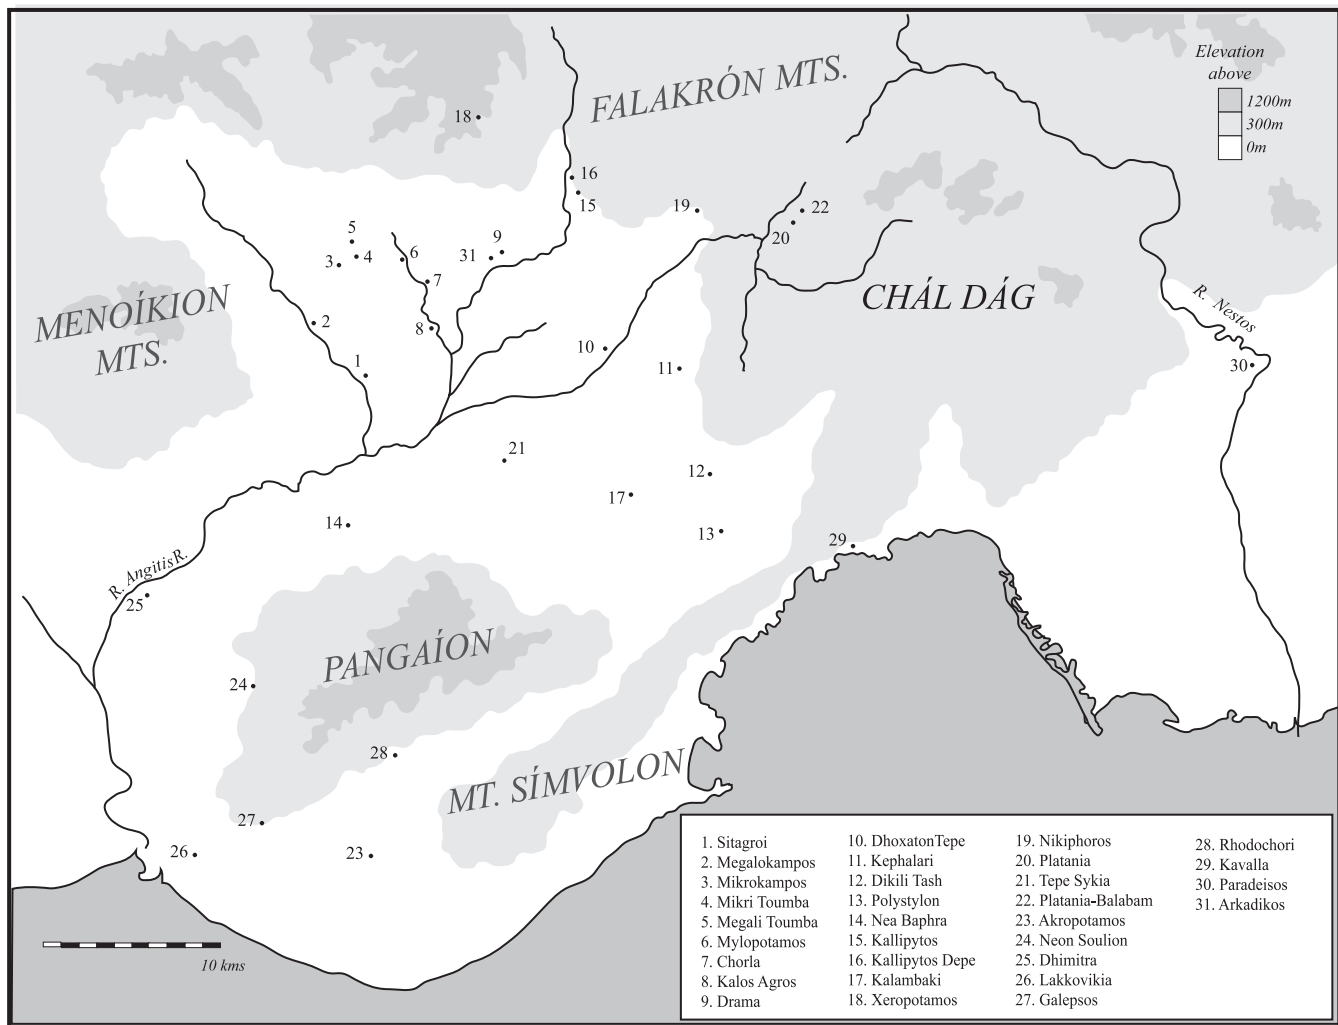 Elevation
above
1200m
300m
0m
FALAKRÓN MTS.
18
16
15
19
22
20
5
4
3
6
9
31
7
MENOÍKION
MTS.
2
8
CHÁL DÁG
R. Nestos
10
1
11
30
21
12
17
14
13
29
R. Angitis R.
25
PANGAÍON
24
28
MT. SÍMVOLON
27
26
23
10 kms
1. Sitagroi
2. Megalokampos
3. Mikrokampos
4. Mikri Toumba
5. Megali Toumba
6. Mylopotamos
7. Chorla
8. Kalos Agros
9. Drama
10. DhoxatonTepe
11. Kephalari
12. Dikili Tash
13. Polystylon
14. Nea Baphra
15. Kallipytos
16. Kallipytos Depe
17. Kalambaki
18. Xeropotamos
19. Nikiphoros
20. Platania
21. Tepe Sykia
22. Platania-Balabam
23. Akropotamos
24. Neon Soulion
25. Dhimitra
26. Lakkovikia
27. Galepsos
28. Rhodochori
29. Kavalla
30. Paradeisos
31. Arkadikos